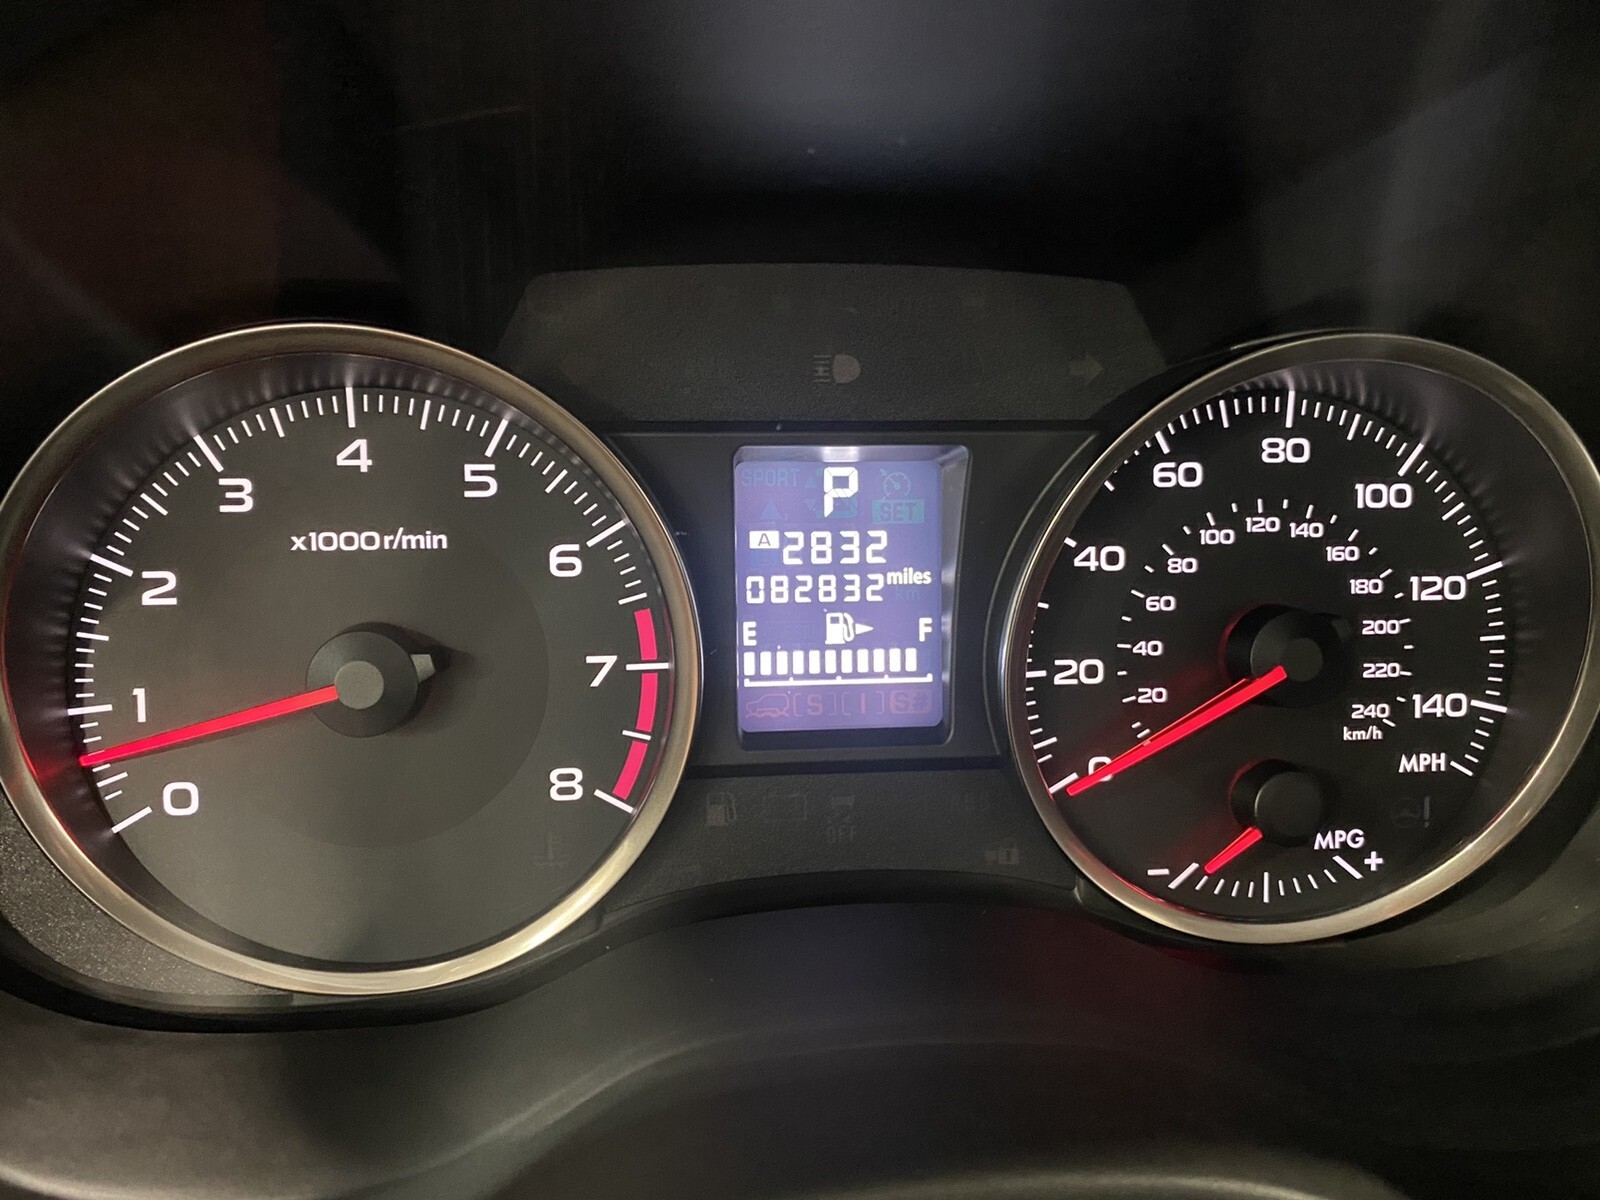 4
3
5
x1000r/min
2
6
1
7
0
8
SPORT
P
SET
A 2832
082832 miles
km
E F
[S] [I] S#
OFF
80
60
100
40
120
20
140
0
MPH
100 120 140
80 160
60 180
40 200
20 220
240
km/h
MPG
- +